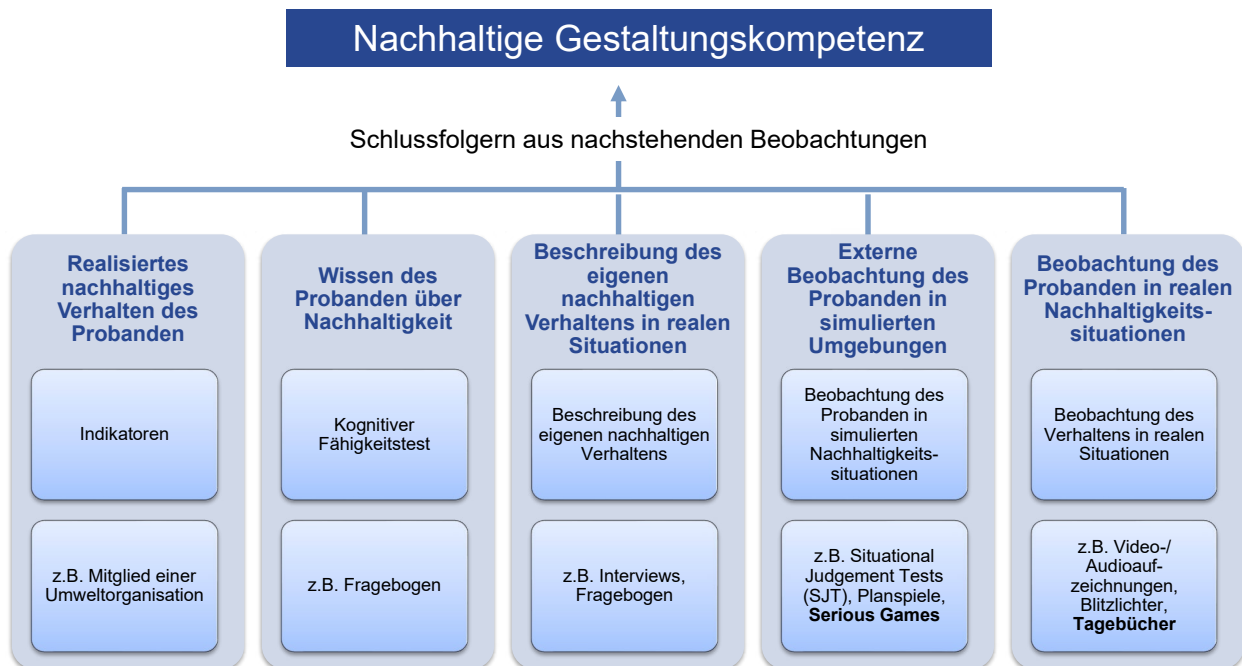 Nachhaltige Gestaltungskompetenz
Schlussfolgern aus nachstehenden Beobachtungen
Realisiertes
nachhaltiges
Verhalten des
Probanden
Indikatoren
z.B. Mitglied einer
Umweltorganisation
Wissen des
Probanden über
Nachhaltigkeit
Kognitiver
Fähigkeitstest
z.B. Fragebogen
Beschreibung des
eigenen
nachhaltigen
Verhaltens in realen
Situationen
Beschreibung des
eigenen nachhaltigen
Verhaltens
z.B. Interviews,
Fragebogen
Externe
Beobachtung des
Probanden in
simulierten
Umgebungen
Beobachtung des
Probanden in
simulierten
Nachhaltigkeits-
situationen
z.B. Situational
Judgement Tests
(SJT), Planspiele,
Serious Games
Beobachtung des
Probanden in realen
Nachhaltigkeits-
situationen
Beobachtung des
Verhaltens in realen
Situationen
z.B. Video-/
Audioauf-
zeichnungen,
Blitzlichter,
Tagebücher